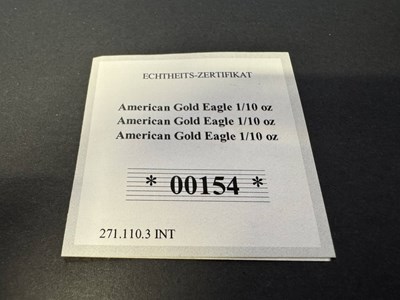 ECHTHEITS-ZERTIFIKAT
American Gold Eagle 1/10 oz
American Gold Eagle 1/10 oz
American Gold Eagle 1/10 oz
* 00154 *
271.110.3 INT